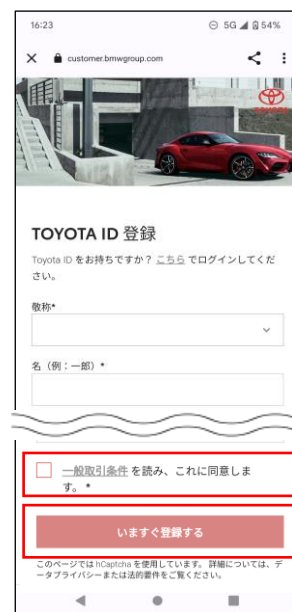 16:23
5G 54%
customer.bmwgroup.com
TOYOTA
TOYOTA ID 登録
Toyota ID をお持ちですか？ こちら でログインしてくだ
さい。
敬称*
名（例：一郎）*
一般取引条件 を読み、これに同意しま
す。*
いますぐ登録する
このページでは hCaptcha を使用しています。 詳細については、デ
ータプライバシーまたは法的要件をご覧ください。